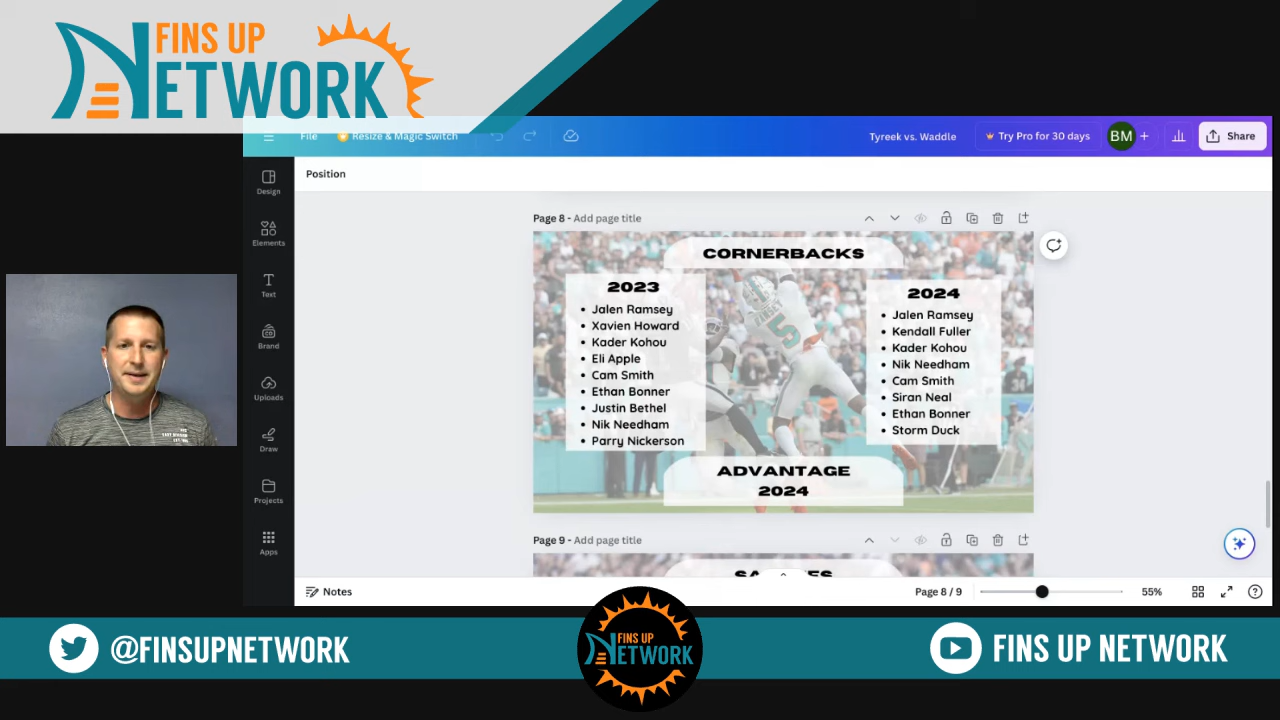 FINS UP
NETWORK
File
Resize & Magic Switch
Tyreek vs. Waddle
Try Pro for 30 days
BM
+
Share
Position
Design
Elements
Text
Brand
Uploads
Draw
Projects
Apps
Page 8 - Add page title
CORNERBACKS
2023
• Jalen Ramsey
• Xavien Howard
• Kader Kohou
• Eli Apple
• Cam Smith
• Ethan Bonner
• Justin Bethel
• Nik Needham
• Parry Nickerson
2024
• Jalen Ramsey
• Kendall Fuller
• Kader Kohou
• Nik Needham
• Cam Smith
• Siran Neal
• Ethan Bonner
• Storm Duck
5
ADVANTAGE
2024
Page 9 - Add page title
Notes
Page 8 / 9
55%
@FINSUPNETWORK
FINS UP
NETWORK
FINS UP NETWORK